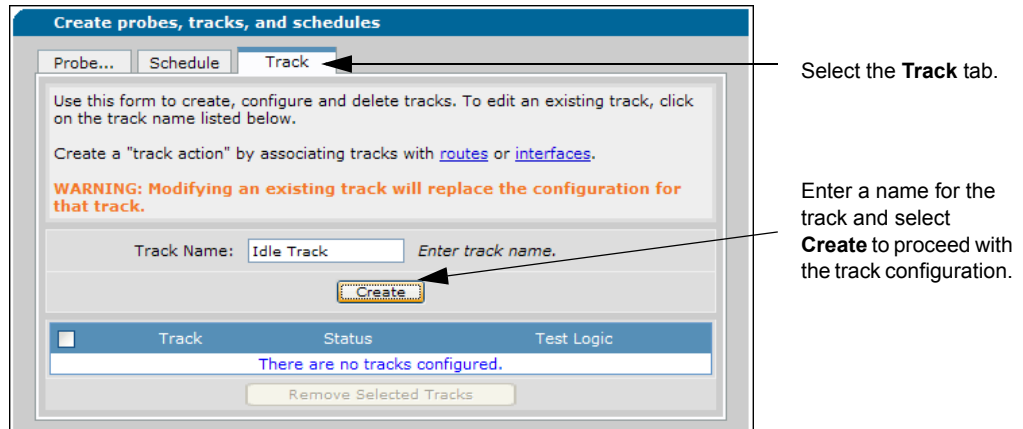 Create probes, tracks, and schedules
Probe... Schedule Track
Select the Track tab.
Use this form to create, configure and delete tracks. To edit an existing track, click
on the track name listed below.
Create a "track action" by associating tracks with routes or interfaces.
WARNING: Modifying an existing track will replace the configuration for
that track.
Enter a name for the
track and select
Create to proceed with
the track configuration.
Track Name: Idle Track Enter track name.
Create
Track Status Test Logic
There are no tracks configured.
Remove Selected Tracks